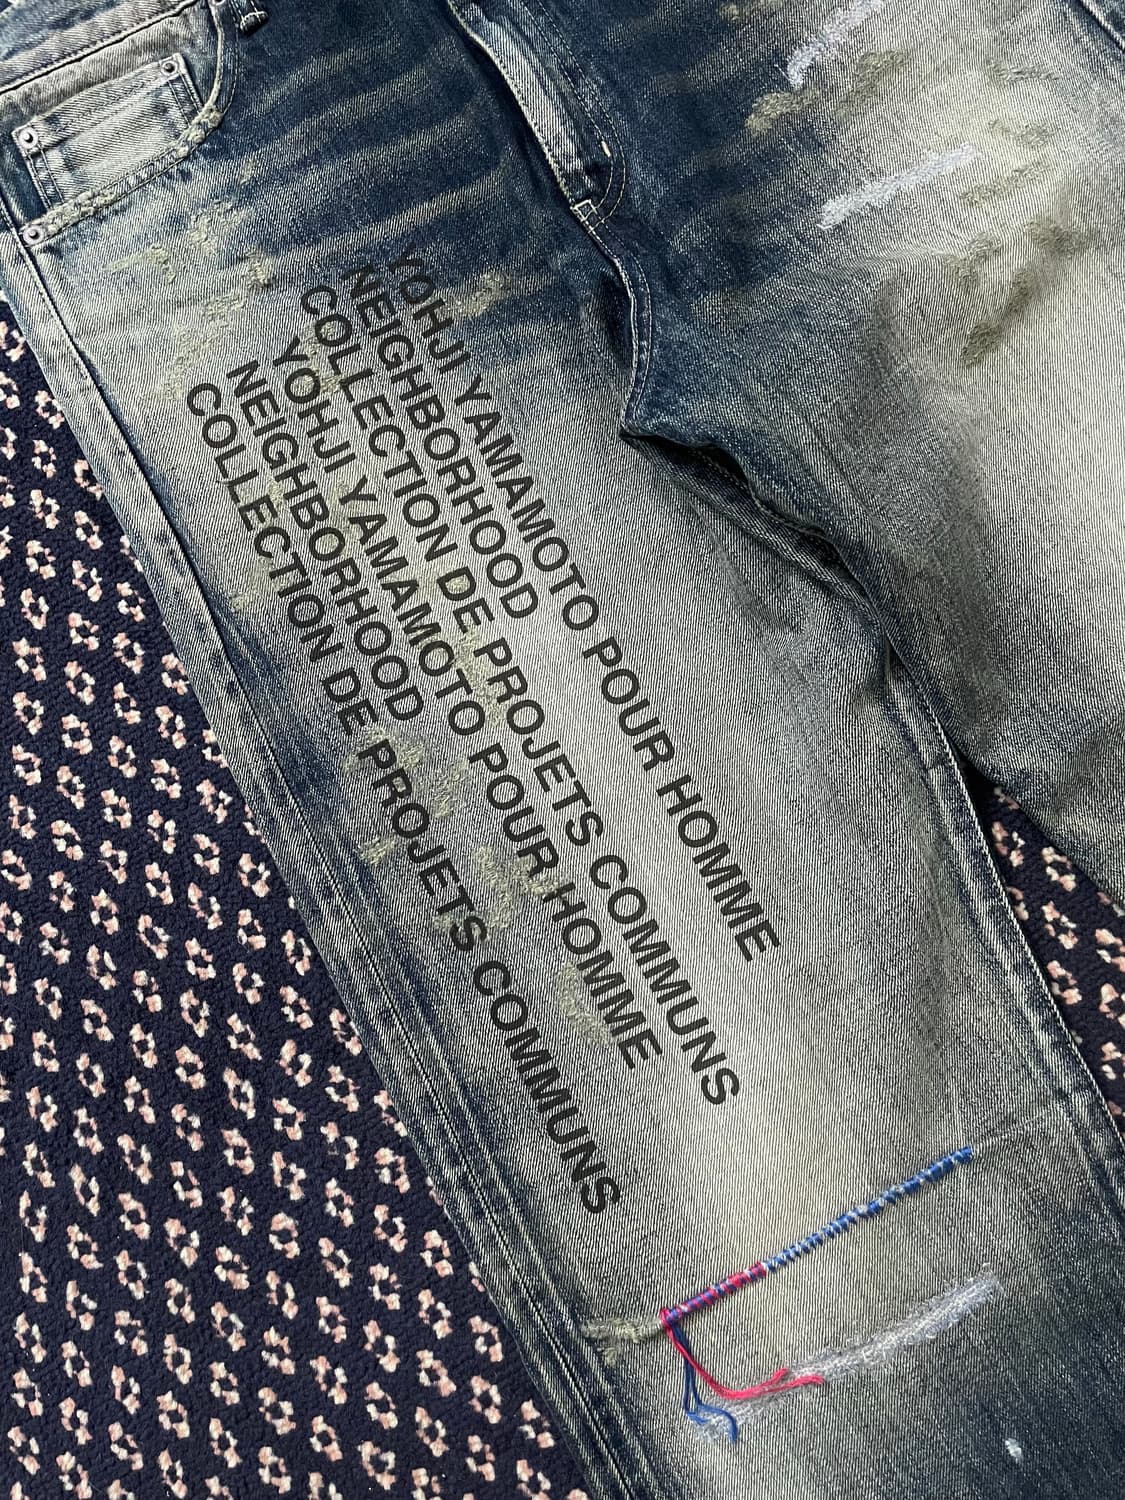 YOHJI YAMAMOTO POUR HOMME
NEIGHBORHOOD
COLLECTION DE PROJETS COMMUNS
YOHJI YAMAMOTO POUR HOMME
NEIGHBORHOOD
COLLECTION DE PROJETS COMMUNS